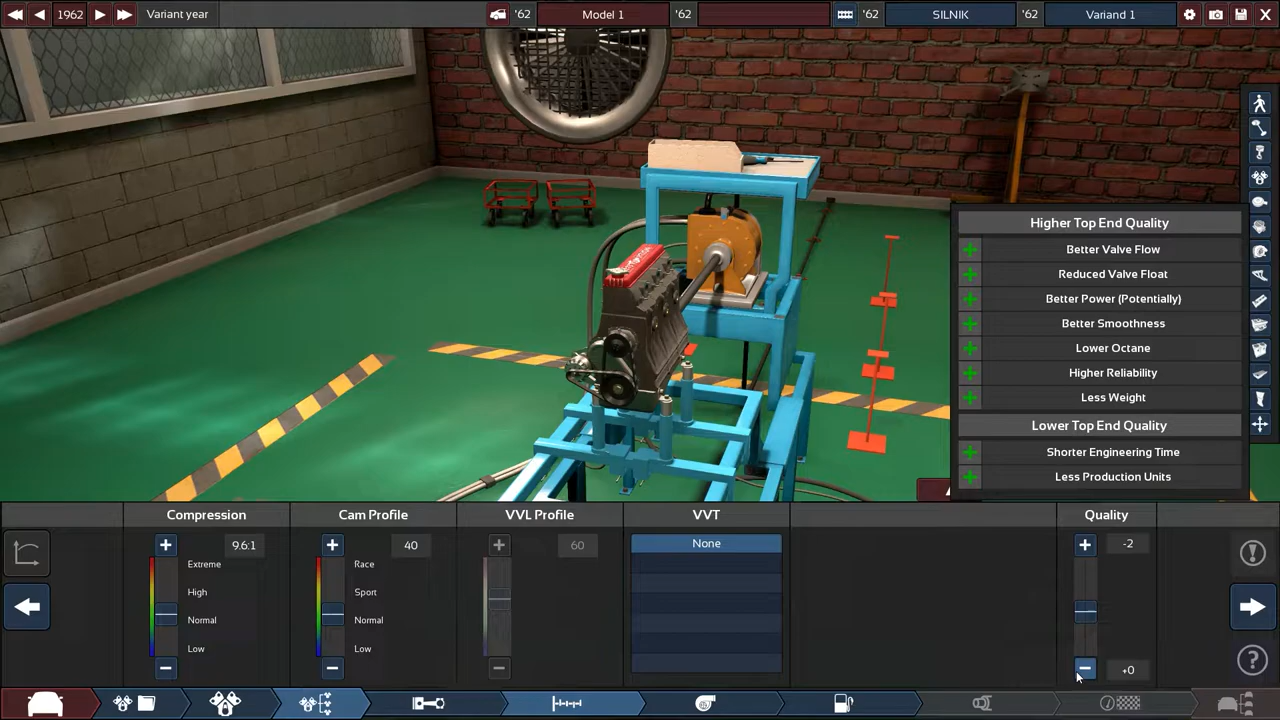 1962 Variant year '62 Model 1 '62 '62 SILNIK '62 Variand 1
Higher Top End Quality
Better Valve Flow
Reduced Valve Float
Better Power (Potentially)
Better Smoothness
Lower Octane
Higher Reliability
Less Weight
Lower Top End Quality
Shorter Engineering Time
Less Production Units
Compression Cam Profile VVL Profile VVT Quality
9.6:1 40 60 None -2
Extreme Race
High Sport
Normal Normal
Low Low
+0